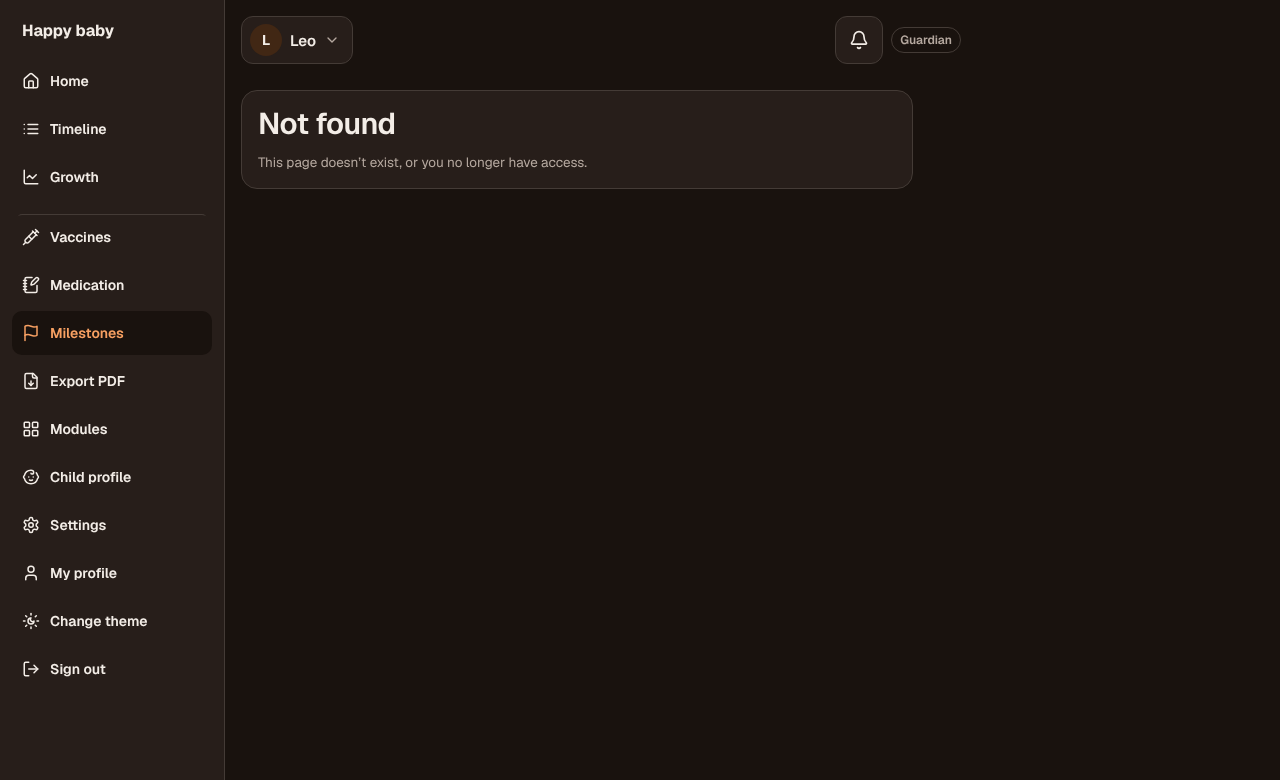 Happy baby
Home
Timeline
Growth
Vaccines
Medication
Milestones
Export PDF
Modules
Child profile
Settings
My profile
Change theme
Sign out
L Leo
Guardian
Not found
This page doesn't exist, or you no longer have access.